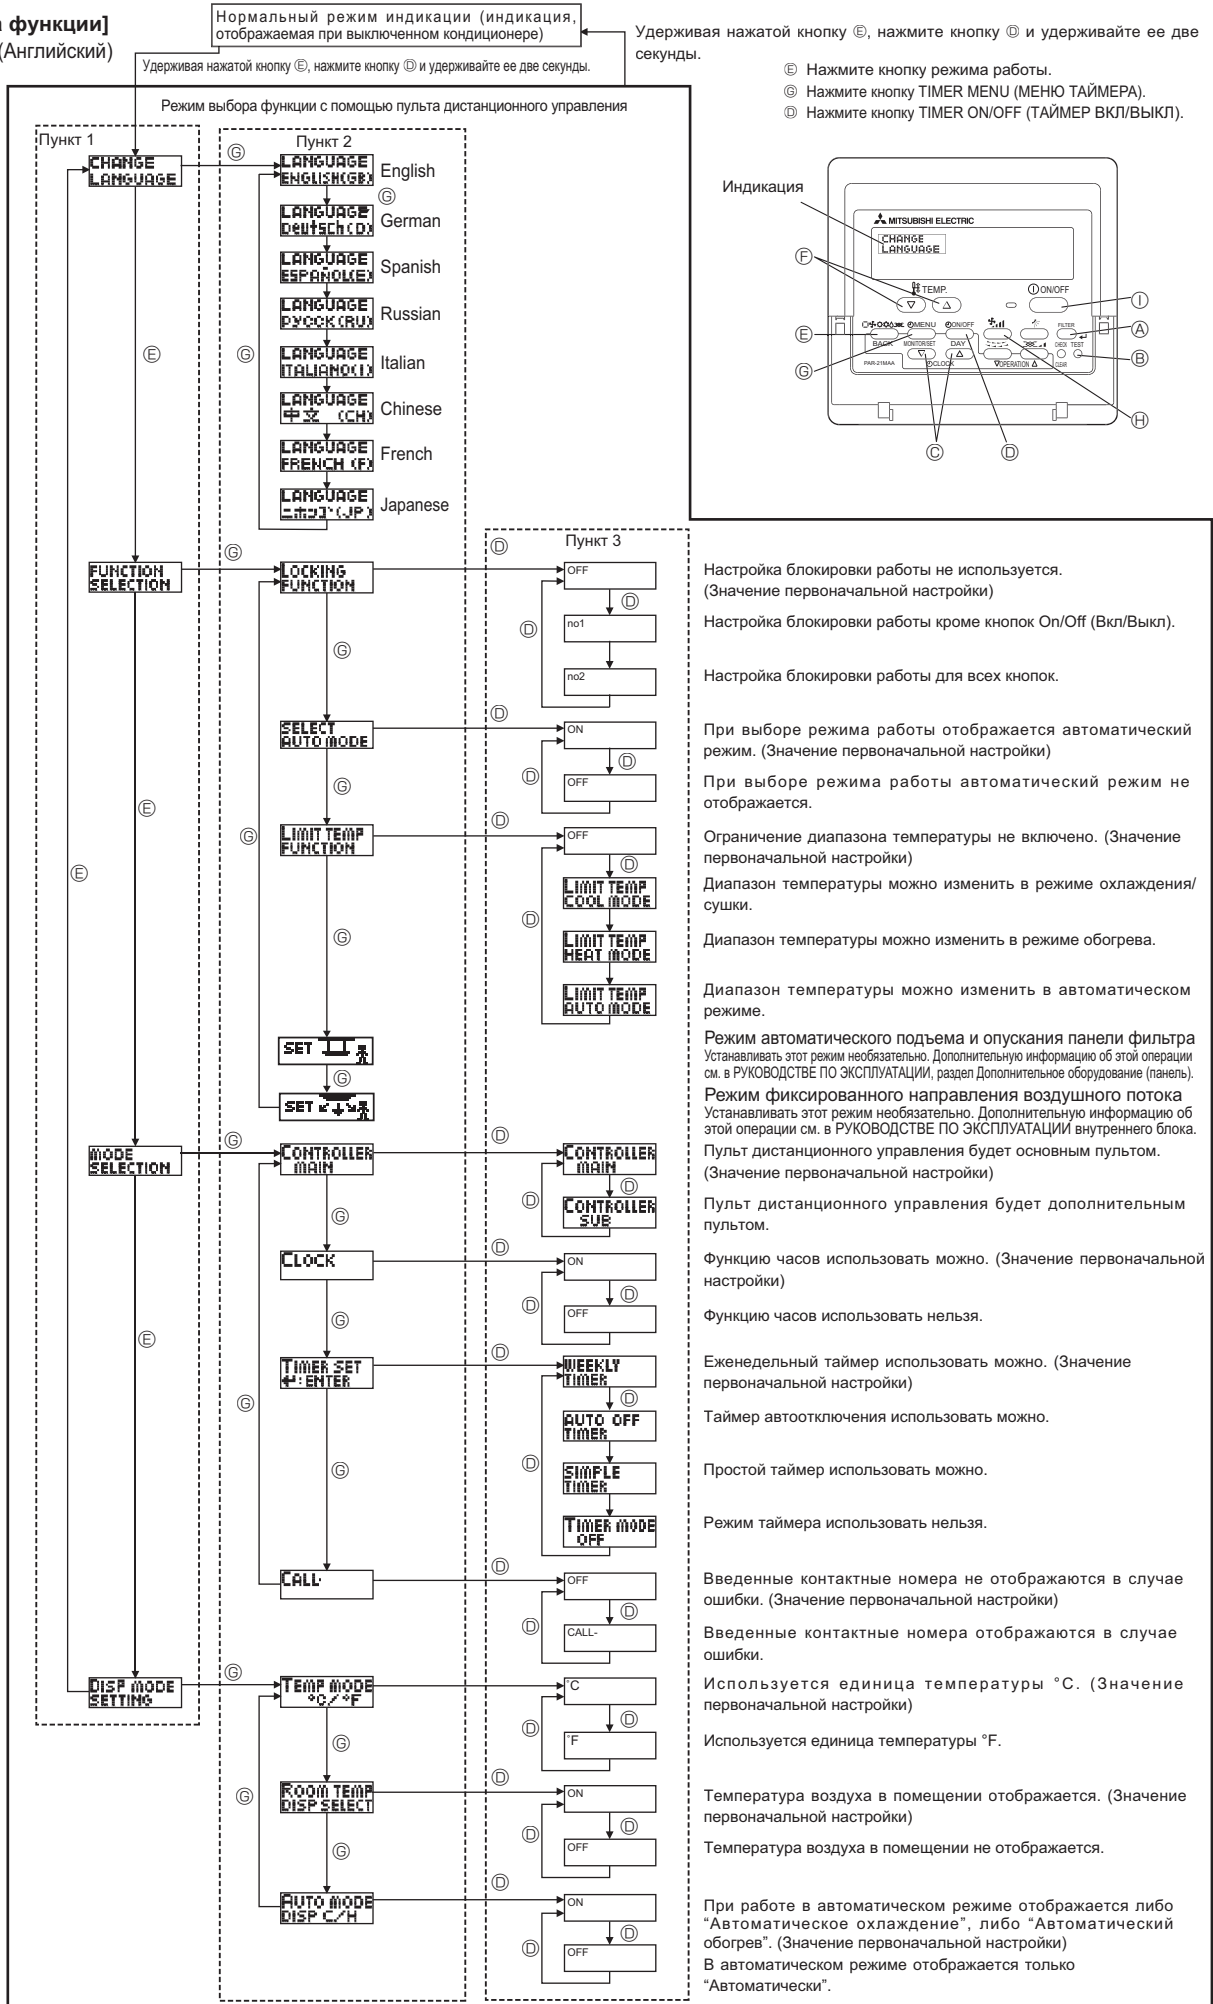 а функции]
(Английский)
Нормальный режим индикации (индикация,
отображаемая при выключенном кондиционере)
Удерживая нажатой кнопку Ⓔ, нажмите кнопку Ⓓ и удерживайте ее две
секунды.
Удерживая нажатой кнопку Ⓔ, нажмите кнопку Ⓓ и удерживайте ее две секунды.
Ⓔ Нажмите кнопку режима работы.
Ⓖ Нажмите кнопку TIMER MENU (МЕНЮ ТАЙМЕРА).
Ⓓ Нажмите кнопку TIMER ON/OFF (ТАЙМЕР ВКЛ/ВЫКЛ).
Режим выбора функции с помощью пульта дистанционного управления
Пункт 1
Пункт 2
CHANGE
LANGUAGE
Ⓖ
LANGUAGE
ENGLISH(GB)
English
Ⓖ
LANGUAGE
Deutsch(D)
German
LANGUAGE
ESPAÑOL(E)
Spanish
LANGUAGE
РУССК(RU)
Russian
LANGUAGE
ITALIANO(I)
Italian
LANGUAGE
中文 (CH)
Chinese
LANGUAGE
FRENCH (F)
French
LANGUAGE
ニホンゴ(JP)
Japanese
Ⓔ
Ⓖ
Индикация
MITSUBISHI ELECTRIC
CHANGE
LANGUAGE
TEMP.
ON/OFF
MENU
ON/OFF
FILTER
BACK
MONITOR/SET
DAY
CHECK TEST
PAR-21MAA
CLOCK
OPERATION
CLEAR
Ⓕ
Ⓔ
Ⓖ
Ⓘ
Ⓐ
Ⓑ
Ⓗ
Ⓒ
Ⓓ
Пункт 3
FUNCTION
SELECTION
Ⓖ
LOCKING
FUNCTION
Ⓓ
OFF
Настройка блокировки работы не используется.
(Значение первоначальной настройки)
Ⓓ
Ⓓ
no1
Настройка блокировки работы кроме кнопок On/Off (Вкл/Выкл).
Ⓖ
no2
Настройка блокировки работы для всех кнопок.
SELECT
AUTO MODE
Ⓓ
ON
При выборе режима работы отображается автоматический
режим. (Значение первоначальной настройки)
Ⓓ
Ⓓ
OFF
При выборе режима работы автоматический режим не
отображается.
Ⓖ
Ⓔ
Ⓖ
LIMIT TEMP
FUNCTION
Ⓓ
OFF
Ограничение диапазона температуры не включено. (Значение
первоначальной настройки)
Ⓔ
Ⓓ
Ⓓ
LIMIT TEMP
COOL MODE
Диапазон температуры можно изменить в режиме охлаждения/
сушки.
Ⓖ
LIMIT TEMP
HEAT MODE
Диапазон температуры можно изменить в режиме обогрева.
LIMIT TEMP
AUTO MODE
Диапазон температуры можно изменить в автоматическом
режиме.
SET
Режим автоматического подъема и опускания панели фильтра
Устанавливать этот режим необязательно. Дополнительную информацию об этой операции
см. в РУКОВОДСТВЕ ПО ЭКСПЛУАТАЦИИ, раздел Дополнительное оборудование (панель).
Ⓖ
SET
Режим фиксированного направления воздушного потока
Устанавливать этот режим необязательно. Дополнительную информацию об
этой операции см. в РУКОВОДСТВЕ ПО ЭКСПЛУАТАЦИИ внутреннего блока.
MODE
SELECTION
Ⓖ
CONTROLLER
MAIN
Ⓓ
CONTROLLER
MAIN
Пульт дистанционного управления будет основным пультом.
(Значение первоначальной настройки)
Ⓓ
Ⓓ
CONTROLLER
SUB
Пульт дистанционного управления будет дополнительным
пультом.
Ⓖ
CLOCK
Ⓓ
ON
Функцию часов использовать можно. (Значение первоначальной
настройки)
Ⓓ
Ⓓ
OFF
Функцию часов использовать нельзя.
Ⓖ
Ⓔ
TIMER SET
↵:ENTER
Ⓓ
WEEKLY
TIMER
Еженедельный таймер использовать можно. (Значение
первоначальной настройки)
Ⓖ
Ⓓ
AUTO OFF
TIMER
Таймер автоотключения использовать можно.
Ⓖ
Ⓓ
SIMPLE
TIMER
Простой таймер использовать можно.
TIMER MODE
OFF
Режим таймера использовать нельзя.
CALL-
Ⓓ
OFF
Введенные контактные номера не отображаются в случае
ошибки. (Значение первоначальной настройки)
Ⓓ
Ⓓ
CALL-
Введенные контактные номера отображаются в случае
ошибки.
DISP MODE
SETTING
Ⓖ
TEMP MODE
°C/°F
Ⓓ
°C
Используется единица температуры °C. (Значение
первоначальной настройки)
Ⓓ
Ⓓ
°F
Используется единица температуры °F.
Ⓖ
Ⓖ
ROOM TEMP
DISP SELECT
Ⓓ
ON
Температура воздуха в помещении отображается. (Значение
первоначальной настройки)
Ⓓ
Ⓓ
OFF
Температура воздуха в помещении не отображается.
Ⓖ
AUTO MODE
DISP C/H
Ⓓ
ON
При работе в автоматическом режиме отображается либо
“Автоматическое охлаждение”, либо “Автоматический
обогрев”. (Значение первоначальной настройки)
Ⓓ
Ⓓ
OFF
В автоматическом режиме отображается только
“Автоматически”.